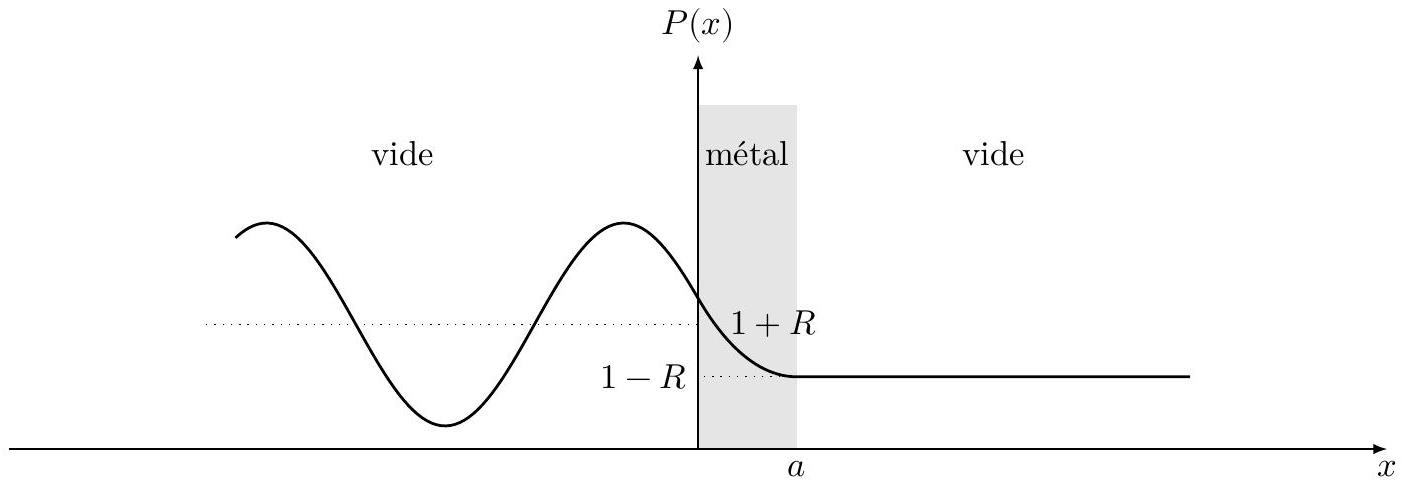 P(x)
vide
métal
vide
1 + R
1 − R
a
x